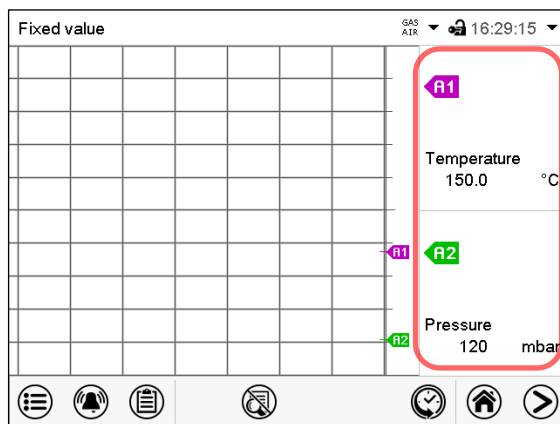 Fixed value
GAS
AIR
16:29:15
A1
Temperature
150.0 °C
A1
A2
Pressure
120 mbar
A2